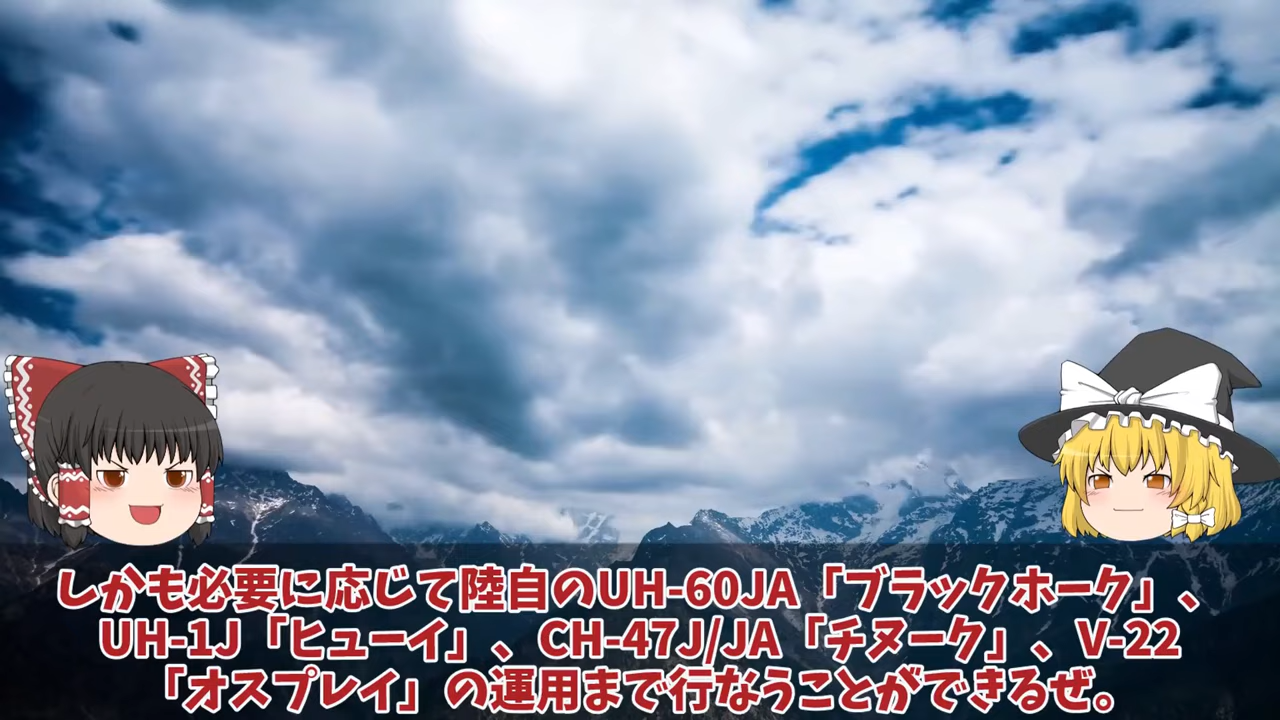 しかも必要に応じて陸自のUH-60JA「ブラックホーク」、
UH-1J「ヒューイ」、CH-47J/JA「チヌーク」、V-22
「オスプレイ」の運用まで行なうことができるぜ。